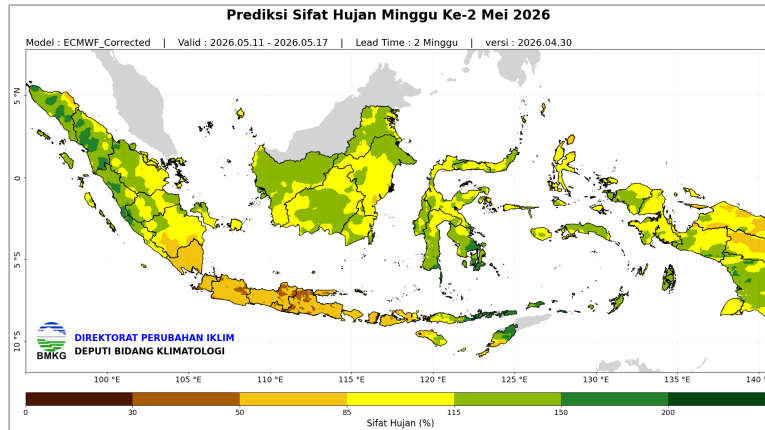 Prediksi Sifat Hujan Minggu Ke-2 Mei 2026
Model : ECMWF_Corrected | Valid : 2026.05.11 - 2026.05.17 | Lead Time : 2 Minggu | versi : 2026.04.30
5 °N
0
5 °S
10 °S
BMKG
DIREKTORAT PERUBAHAN IKLIM
DEPUTI BIDANG KLIMATOLOGI
100 °E 105 °E 110 °E 115 °E 120 °E 125 °E 130 °E 135 °E 140 °
0 30 50 85 115 150 200
Sifat Hujan (%)